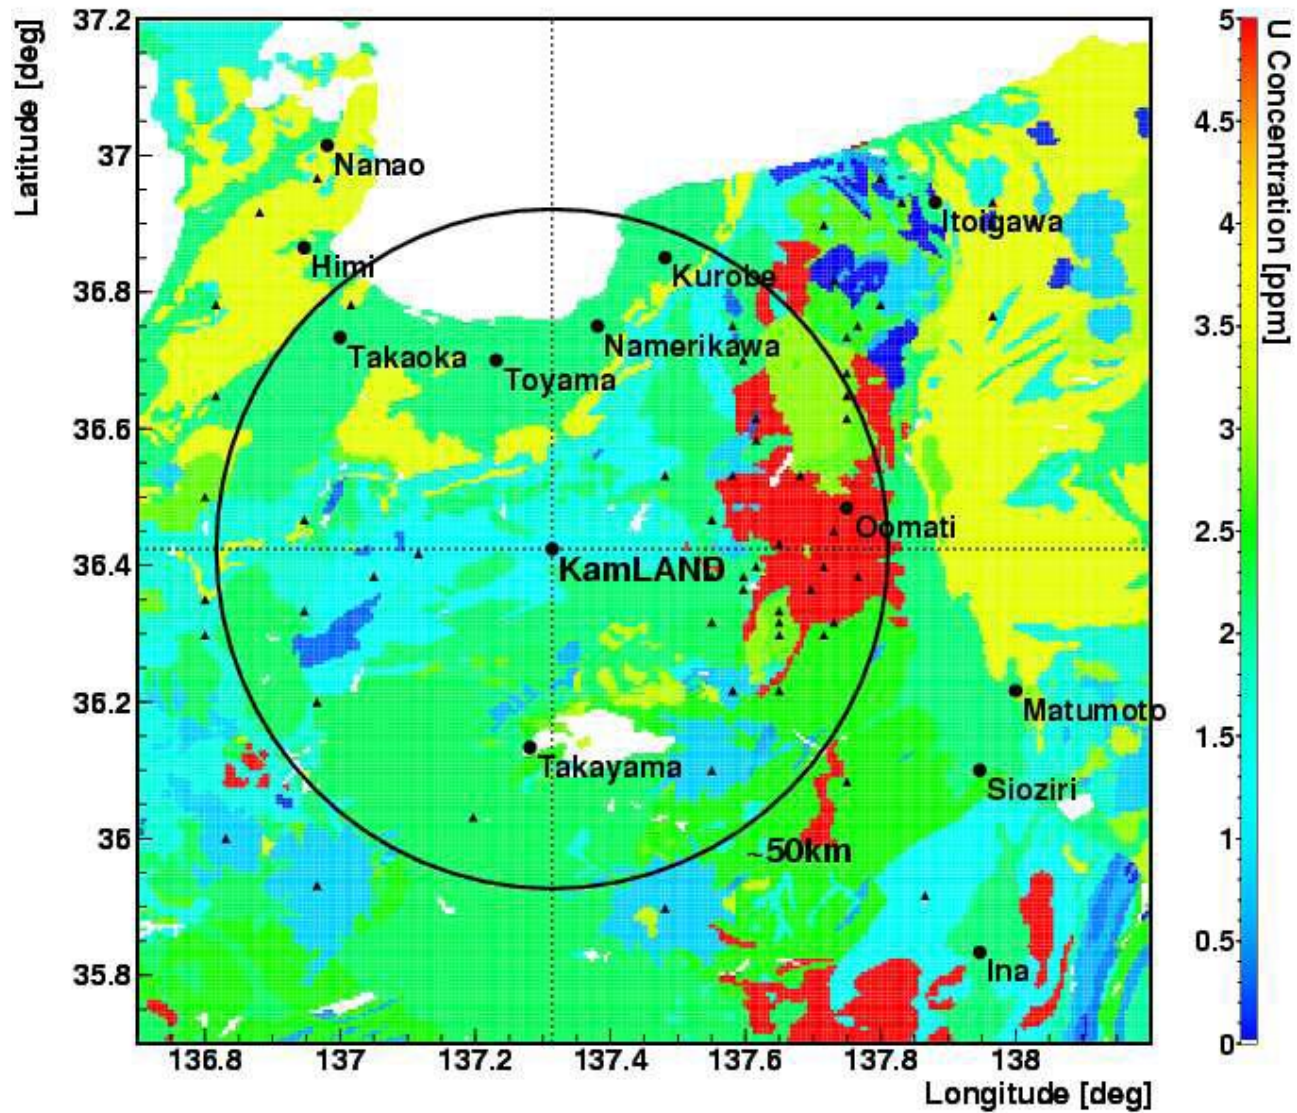 Latitude [deg]
37.2
37
36.8
36.6
36.4
36.2
36
35.8
Nanao
Himi
Itoigawa
Kurobe
Takaoka
Toyama
Namerikawa
Oomati
KamLAND
Matumoto
Takayama
Sioziri
~50km
Ina
136.8
137
137.2
137.4
137.6
137.8
138
Longitude [deg]
5
4.5
4
3.5
3
2.5
2
1.5
1
0.5
0
U Concentration [ppm]